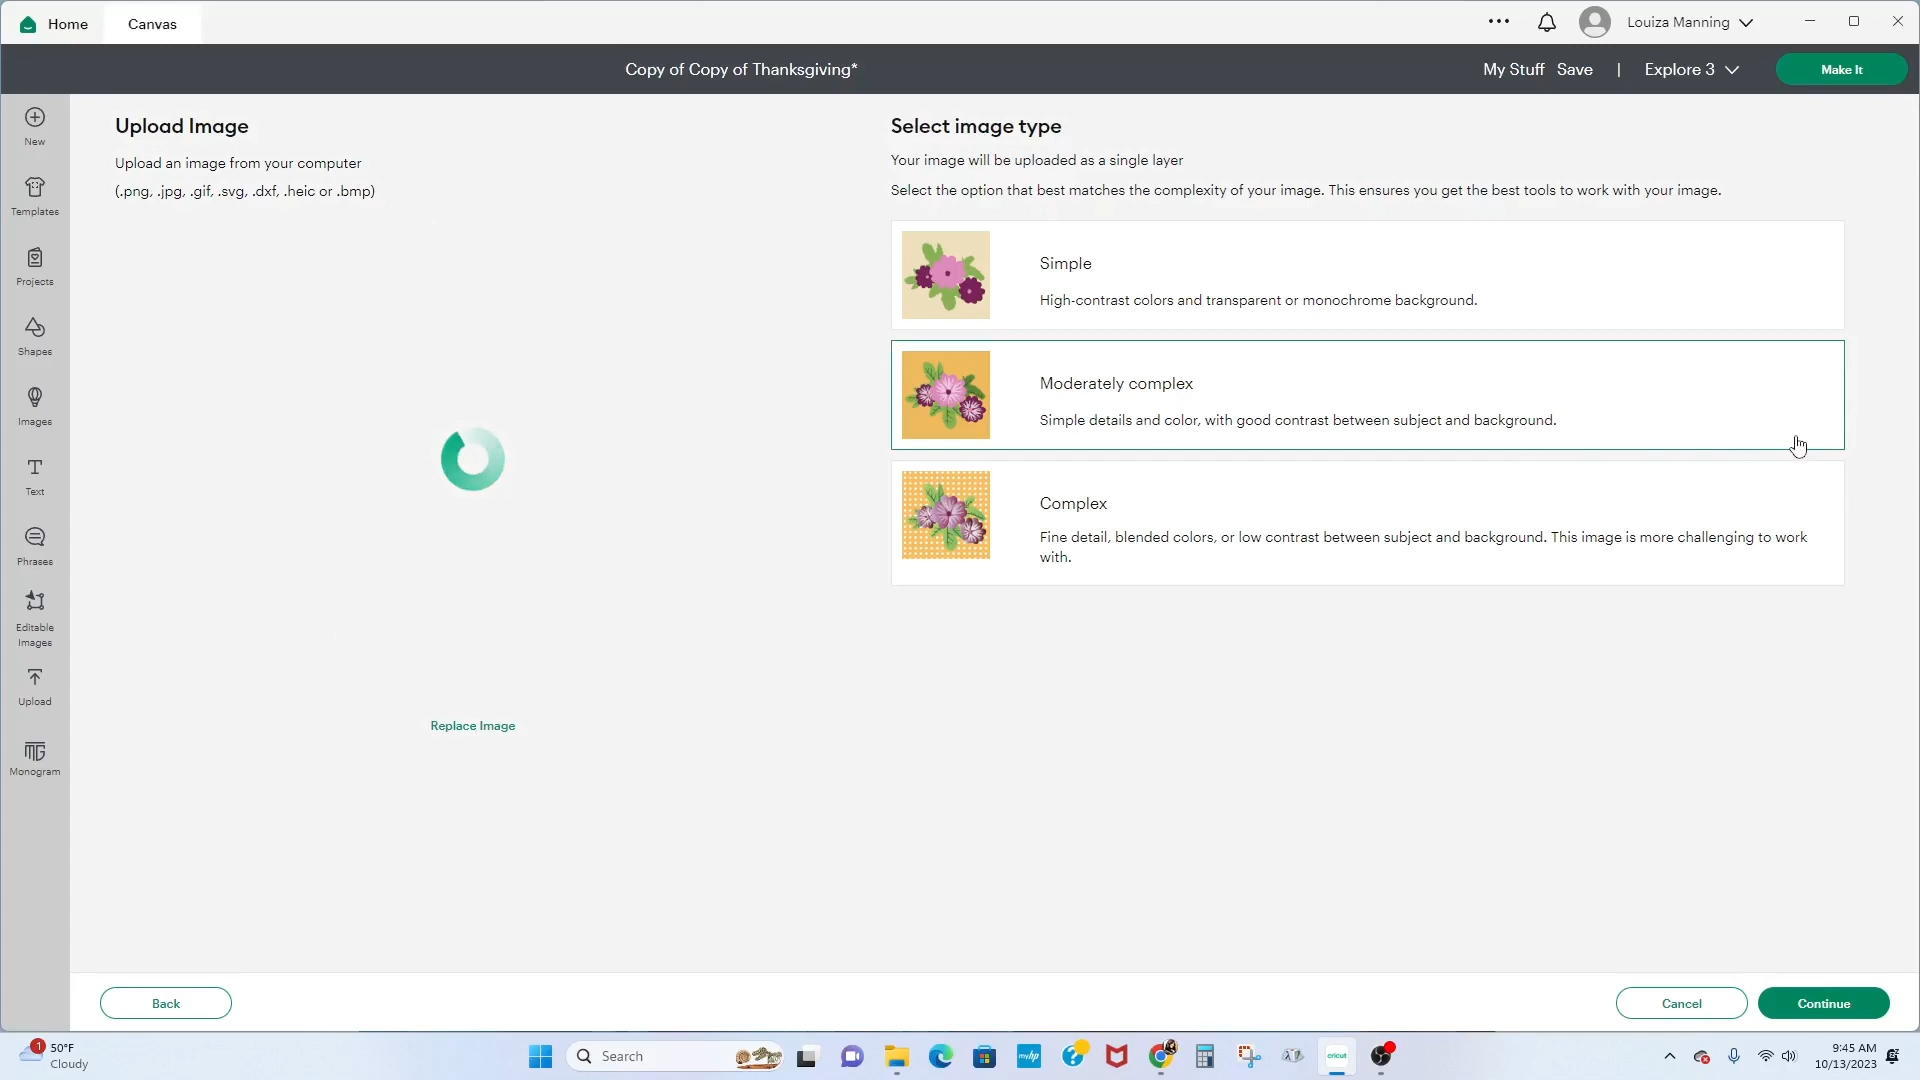 Home
Canvas
Louiza Manning
Copy of Copy of Thanksgiving*
My Stuff
Save
|
Explore 3
Make It
New
Templates
Projects
Shapes
Images
Text
Phrases
Editable
Images
Upload
Monogram
Upload Image
Upload an image from your computer
(.png, .jpg, .gif, .svg, .dxf, .heic or .bmp)
Replace Image
Select image type
Your image will be uploaded as a single layer
Select the option that best matches the complexity of your image. This ensures you get the best tools to work with your image.
Simple
High-contrast colors and transparent or monochrome background.
Moderately complex
Simple details and color, with good contrast between subject and background.
Complex
Fine detail, blended colors, or low contrast between subject and background. This image is more challenging to work
with.
Back
Cancel
Continue
1
50°F
Cloudy
Search
myhp
cricut
9:45 AM
10/13/2023